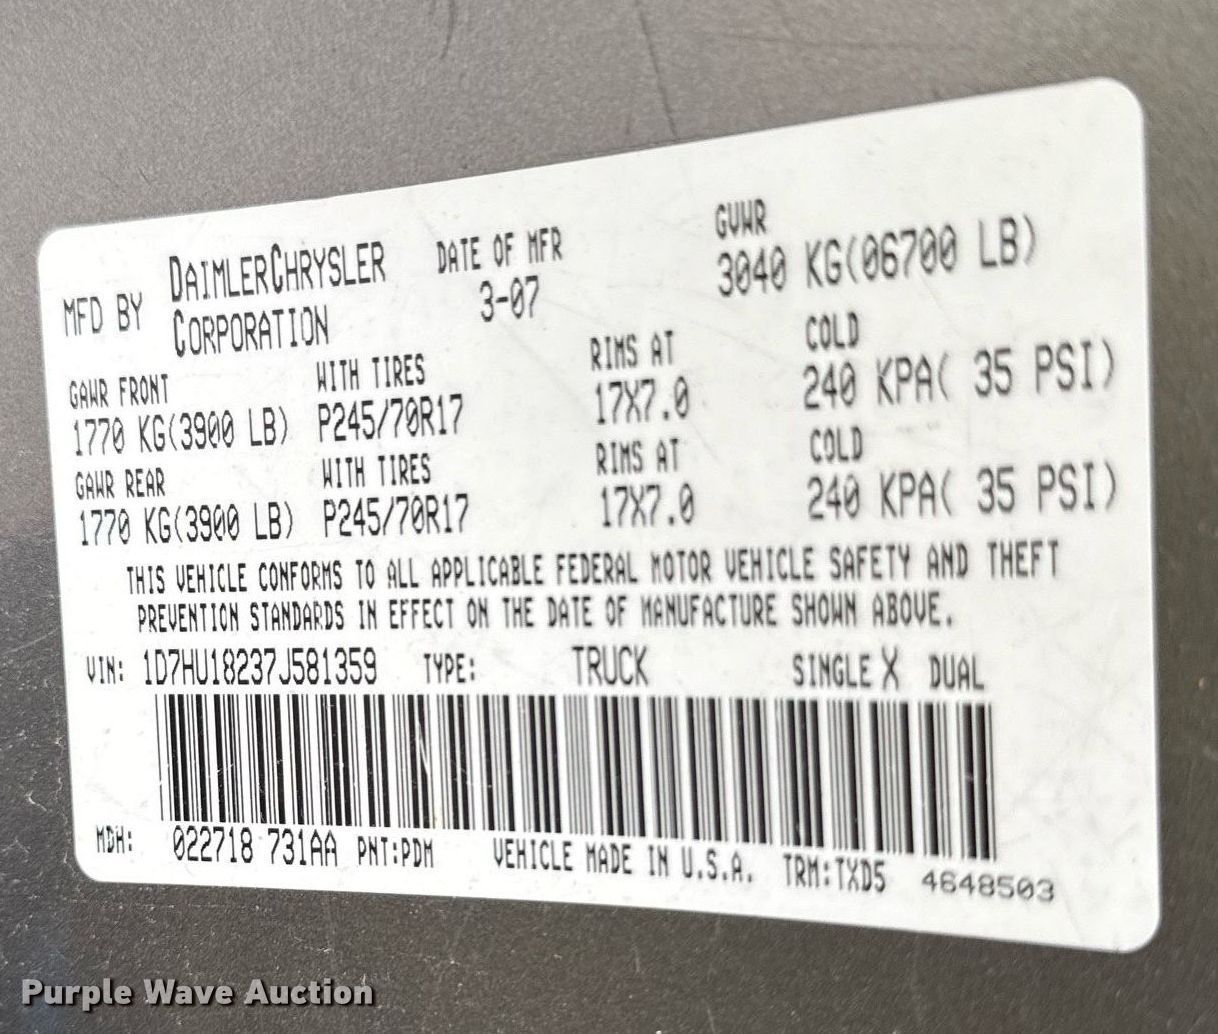 MFD BY DAIMLERCHRYSLER CORPORATION
DATE OF MFR
3-07
GVWR
3040 KG(06700 LB)
GAWR FRONT WITH TIRES RIMS AT COLD
1770 KG(3900 LB) P245/70R17 17X7.0 240 KPA( 35 PSI)
GAWR REAR WITH TIRES RIMS AT COLD
1770 KG(3900 LB) P245/70R17 17X7.0 240 KPA( 35 PSI)
THIS VEHICLE CONFORMS TO ALL APPLICABLE FEDERAL MOTOR VEHICLE SAFETY AND THEFT
PREVENTION STANDARDS IN EFFECT ON THE DATE OF MANUFACTURE SHOWN ABOVE.
VIN: 1D7HU18237J581359 TYPE: TRUCK SINGLE X DUAL
MDH: 022718 731AA PNT:PDM VEHICLE MADE IN U.S.A. TRM:TXD5 4648503
Purple Wave Auction